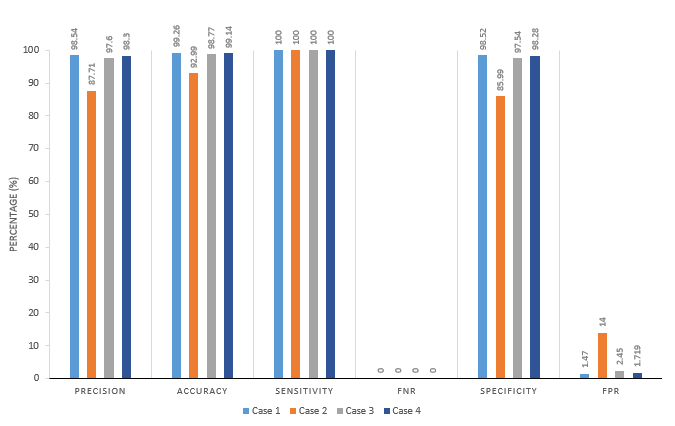 98.54 87.71 97.6 98.3 99.26 92.99 98.77 99.14 100 100 100 100 0 0 0 0 98.52 85.99 97.54 98.28 1.47 14 2.45 1.719
100
90
80
70
60
50
40
30
20
10
0
PERCENTAGE (%)
PRECISION ACCURACY SENSITIVITY FNR SPECIFICITY FPR
Case 1 Case 2 Case 3 Case 4